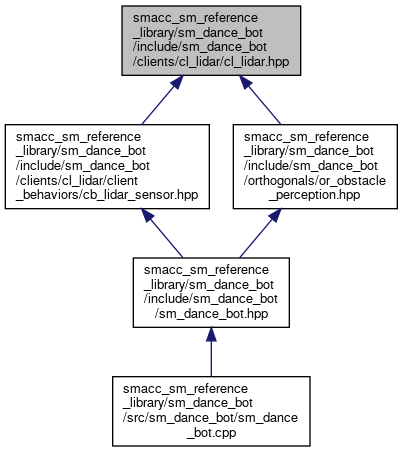 smacc_sm_reference
_library/sm_dance_bot
/include/sm_dance_bot
/clients/cl_lidar/cl_lidar.hpp
smacc_sm_reference
_library/sm_dance_bot
/include/sm_dance_bot
/clients/cl_lidar/client
_behaviors/cb_lidar_sensor.hpp
smacc_sm_reference
_library/sm_dance_bot
/include/sm_dance_bot
/orthogonals/or_obstacle
_perception.hpp
smacc_sm_reference
_library/sm_dance_bot
/include/sm_dance_bot
/sm_dance_bot.hpp
smacc_sm_reference
_library/sm_dance_bot
/src/sm_dance_bot/sm_dance
_bot.cpp